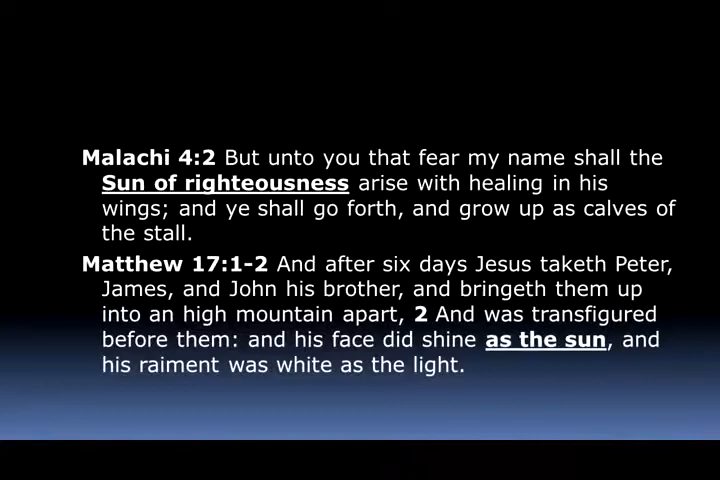 Malachi 4:2 But unto you that fear my name shall the
Sun of righteousness arise with healing in his
wings; and ye shall go forth, and grow up as calves of
the stall.
Matthew 17:1-2 And after six days Jesus taketh Peter,
James, and John his brother, and bringeth them up
into an high mountain apart, 2 And was transfigured
before them: and his face did shine as the sun, and
his raiment was white as the light.